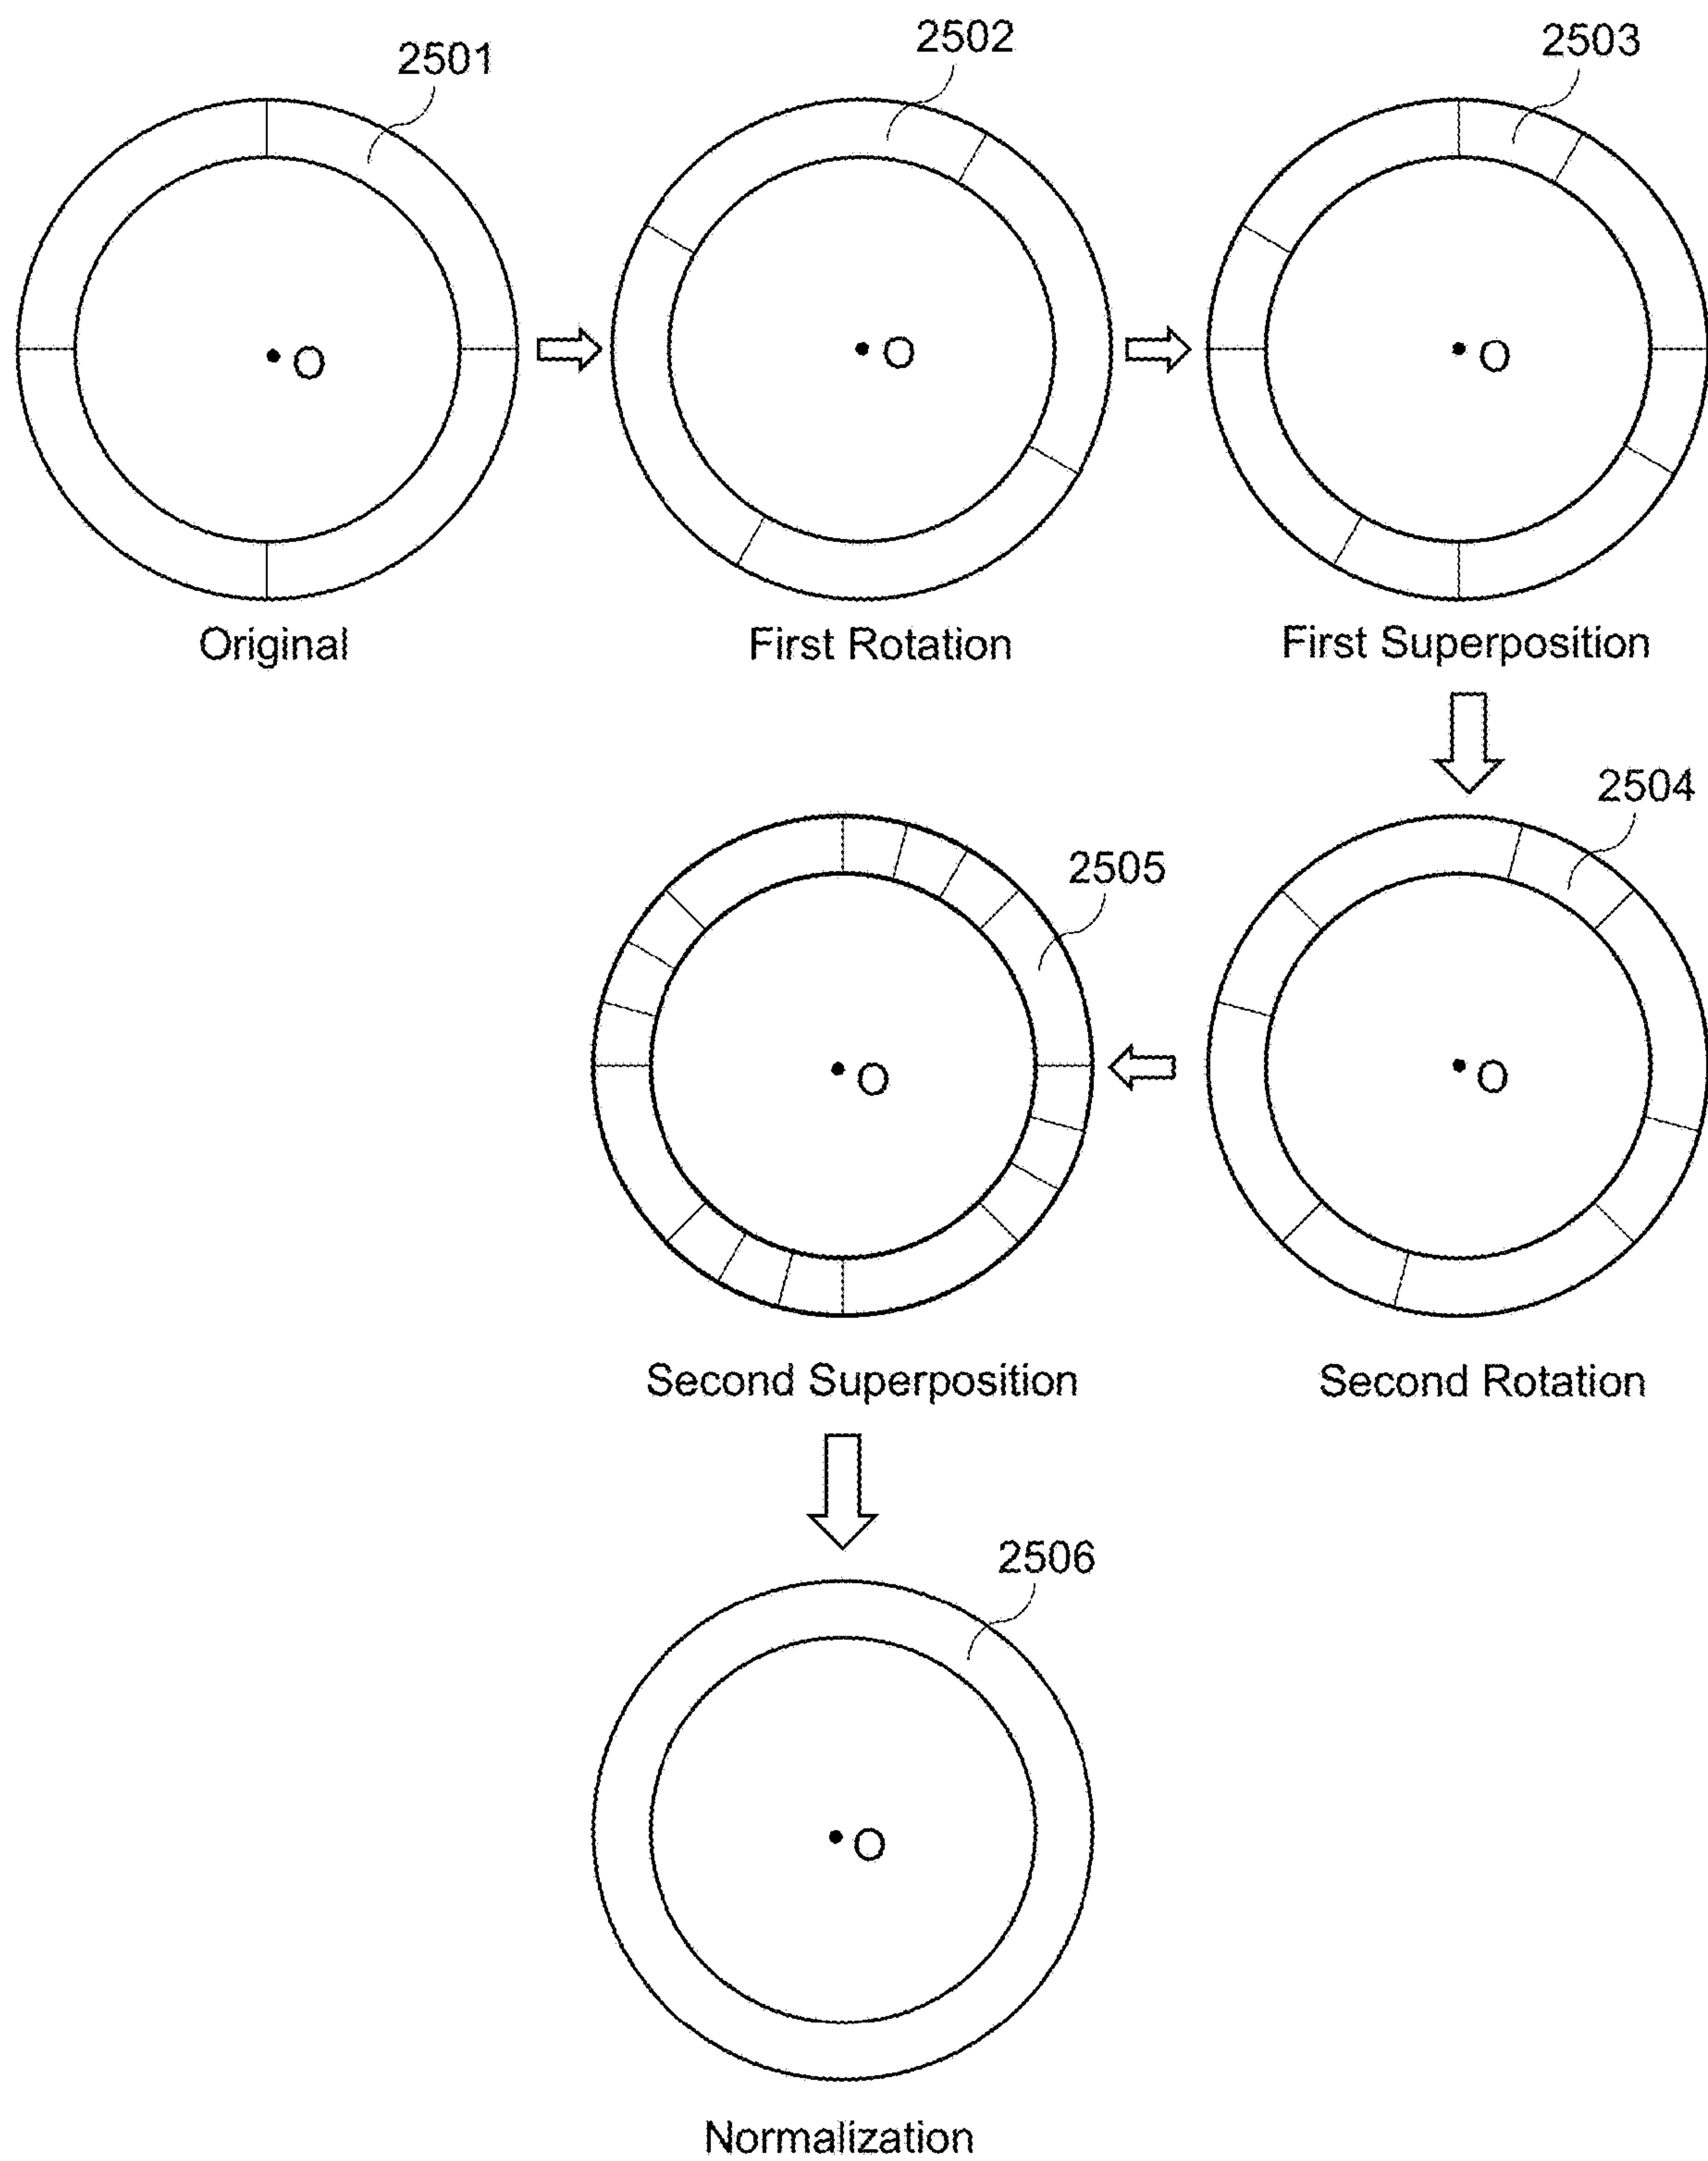 2501
2502
2503
O
O
O
Original
First Rotation
First Superposition
2504
2505
O
O
Second Superposition
Second Rotation
2506
O
Normalization